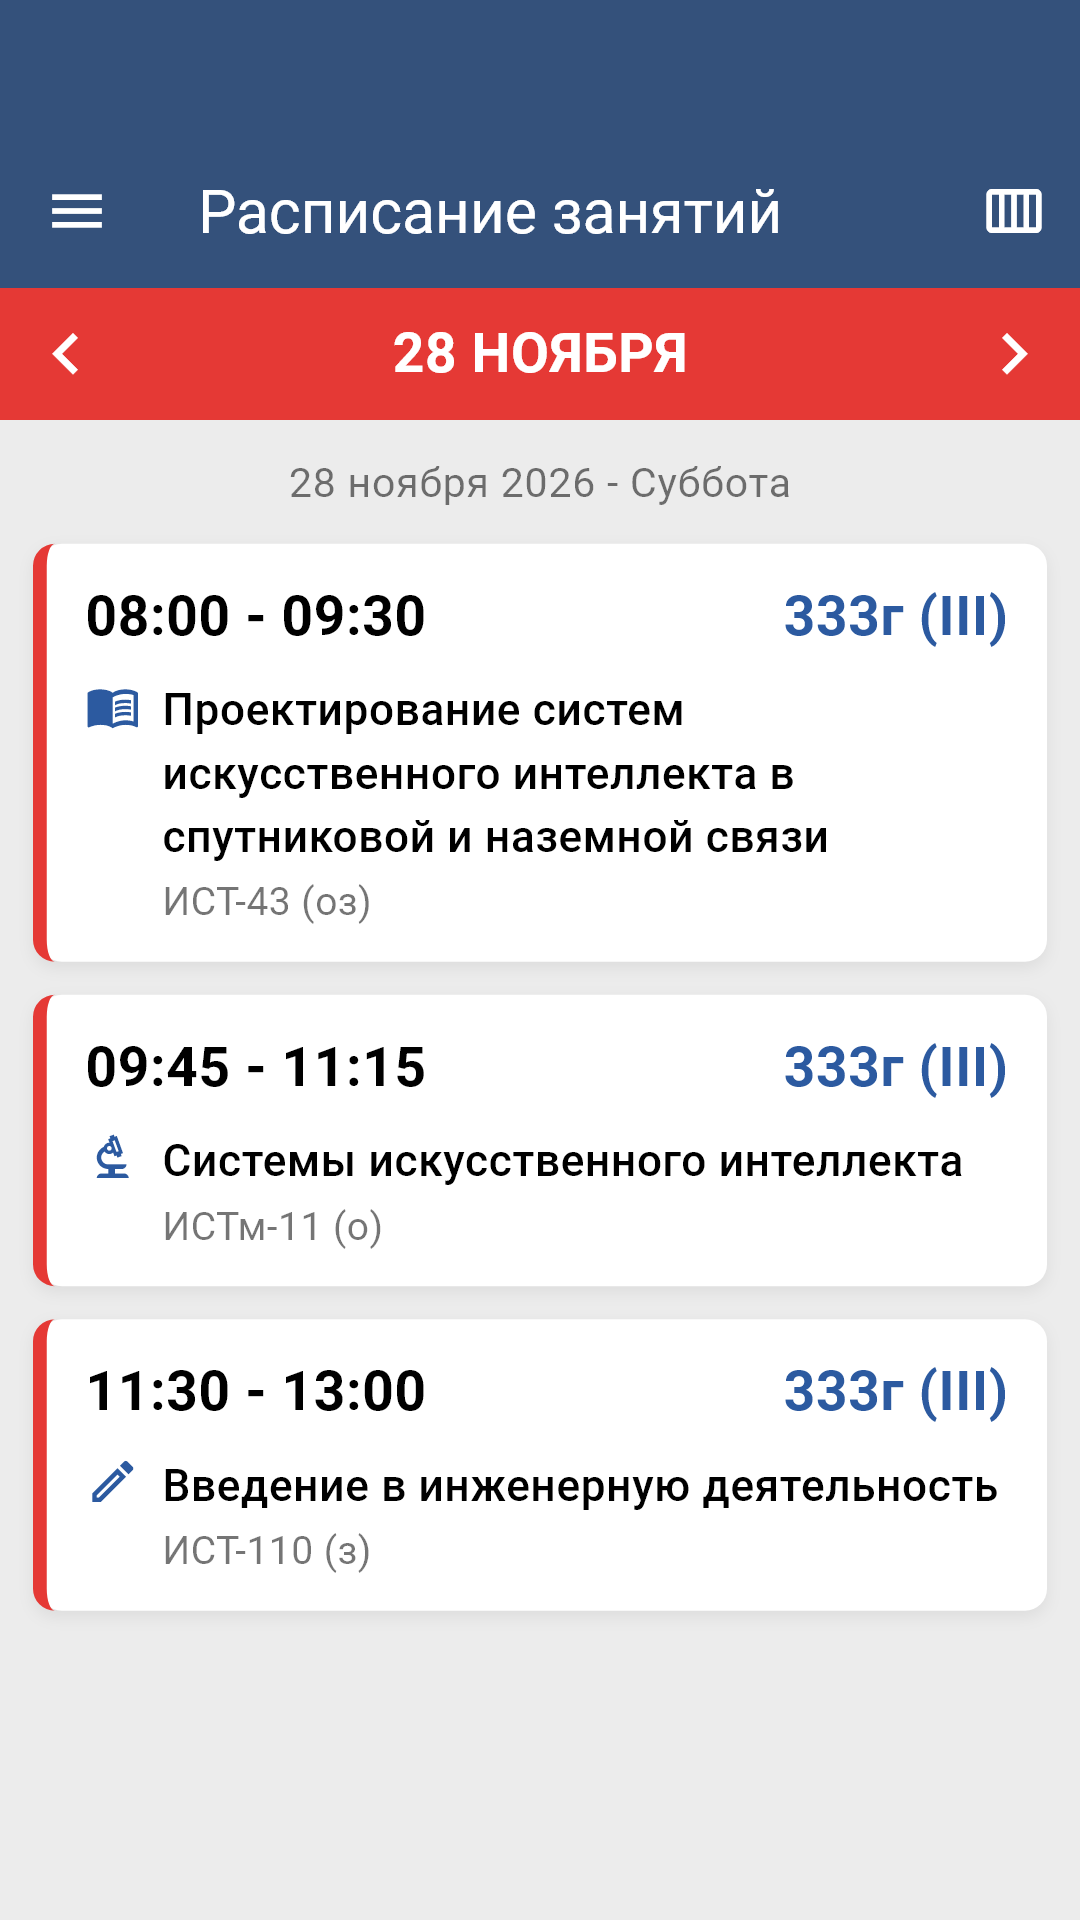 Расписание занятий
28 НОЯБРЯ
28 ноября 2026 - Суббота
08:00 - 09:30 333г (III)
Проектирование систем
искусственного интеллекта в
спутниковой и наземной связи
ИСТ-43 (оз)
09:45 - 11:15 333г (III)
Системы искусственного интеллекта
ИСТм-11 (о)
11:30 - 13:00 333г (III)
Введение в инженерную деятельность
ИСТ-110 (з)